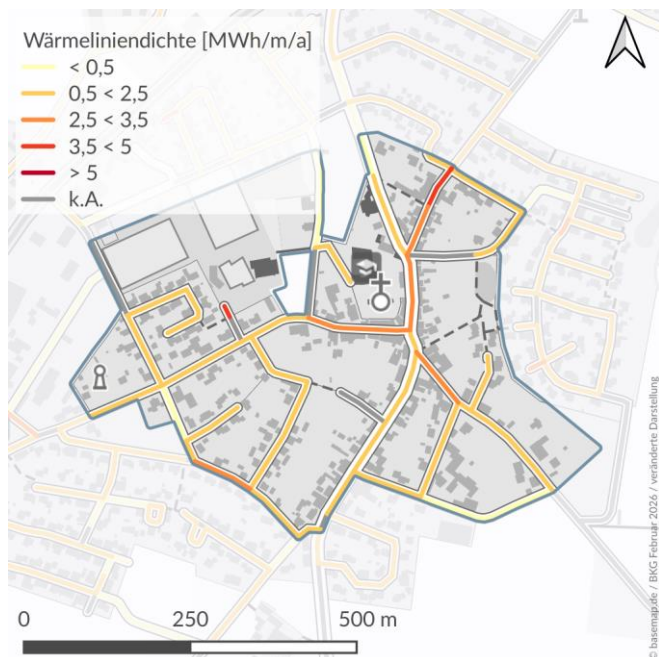 Wärmeliniendichte [MWh/m/a]
< 0,5
0,5 < 2,5
2,5 < 3,5
3,5 < 5
> 5
k.A.
0 250 500 m
© basemap.de / BKG Februar 2026 / veränderte Darstellung